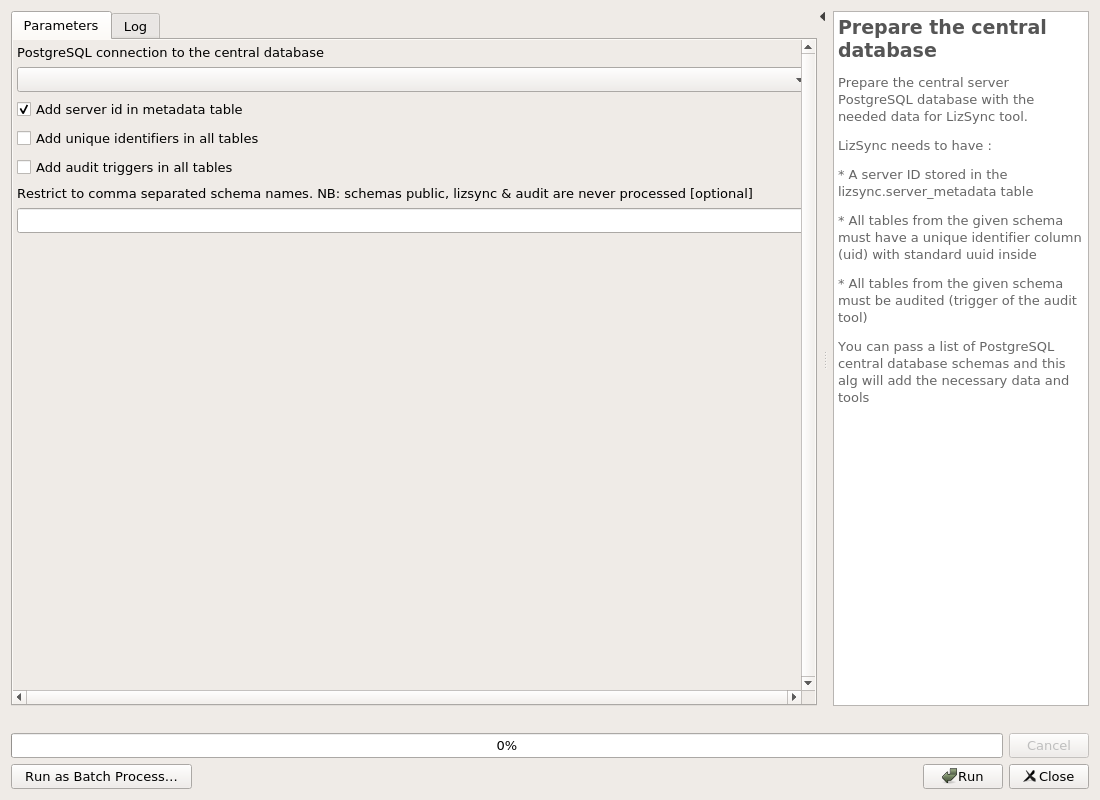 Parameters
Log
PostgreSQL connection to the central database
Add server id in metadata table
Add unique identifiers in all tables
Add audit triggers in all tables
Restrict to comma separated schema names. NB: schemas public, lizsync & audit are never processed [optional]
Prepare the central
database
Prepare the central server
PostgreSQL database with the
needed data for LizSync tool.
LizSync needs to have :
* A server ID stored in the
lizsync.server_metadata table
* All tables from the given schema
must have a unique identifier column
(uid) with standard uuid inside
* All tables from the given schema
must be audited (trigger of the audit
tool)
You can pass a list of PostgreSQL
central database schemas and this
alg will add the necessary data and
tools
0%
Cancel
Run as Batch Process...
Run
Close